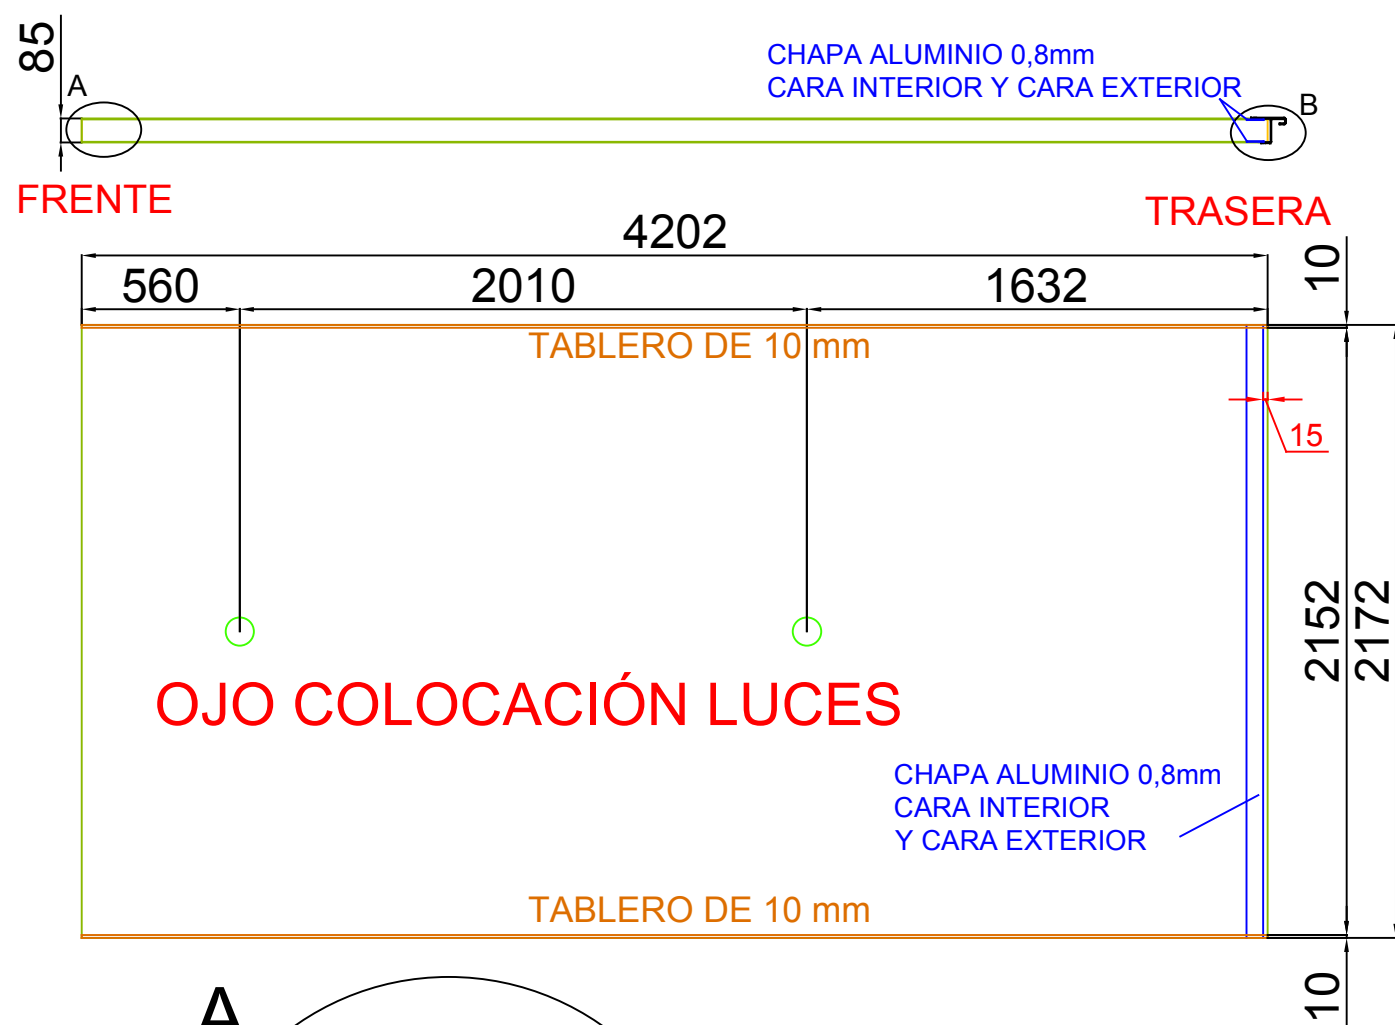 85
A
CHAPA ALUMINIO 0,8mm
CARA INTERIOR Y CARA EXTERIOR
B
FRENTE
TRASERA
4202
10
560
2010
1632
TABLERO DE 10 mm
15
2152
2172
OJO COLOCACIÓN LUCES
CHAPA ALUMINIO 0,8mm
CARA INTERIOR
Y CARA EXTERIOR
TABLERO DE 10 mm
10
A